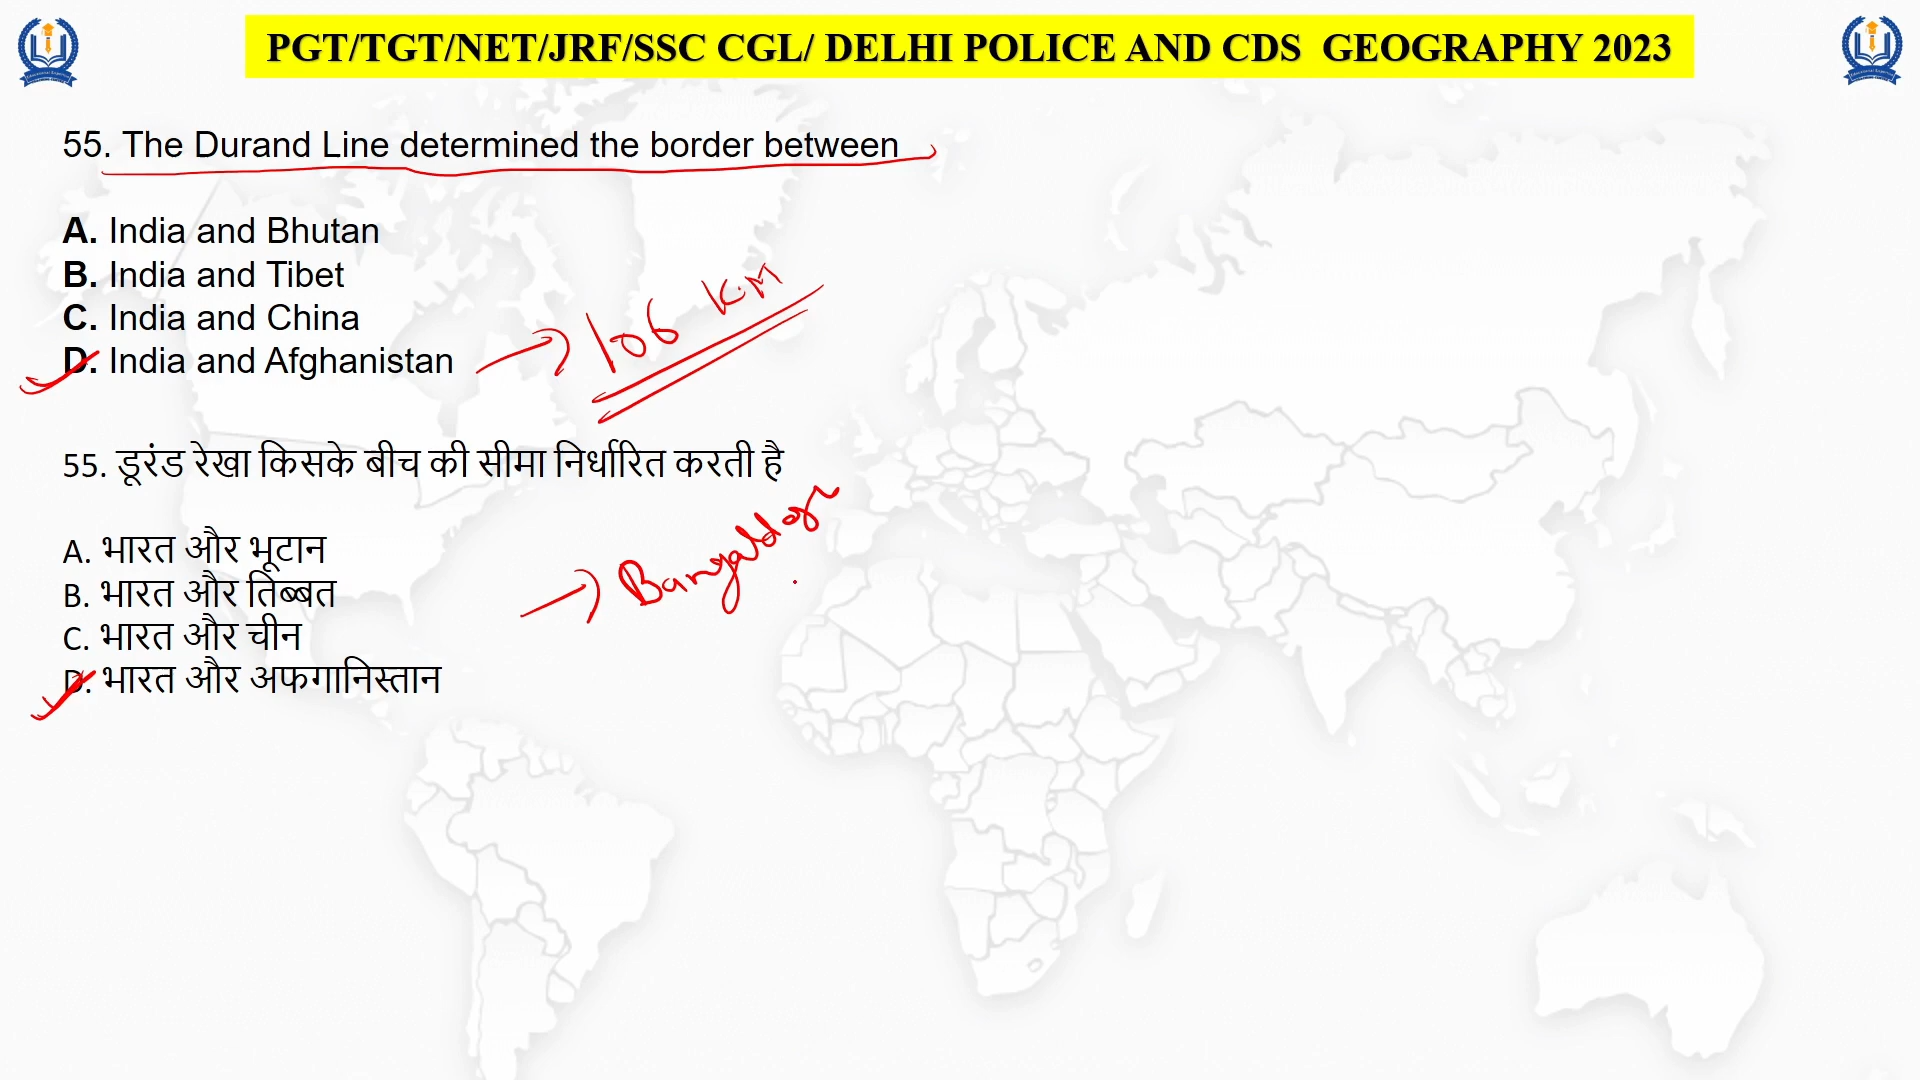 PGT/TGT/NET/JRF/SSC CGL/ DELHI POLICE AND CDS GEOGRAPHY 2023
55. The Durand Line determined the border between
A. India and Bhutan
B. India and Tibet
C. India and China
D. India and Afghanistan
106 KM
55. डूरंड रेखा किसके बीच की सीमा निर्धारित करती है
A. भारत और भूटान
B. भारत और तिब्बत
C. भारत और चीन
D. भारत और अफगानिस्तान